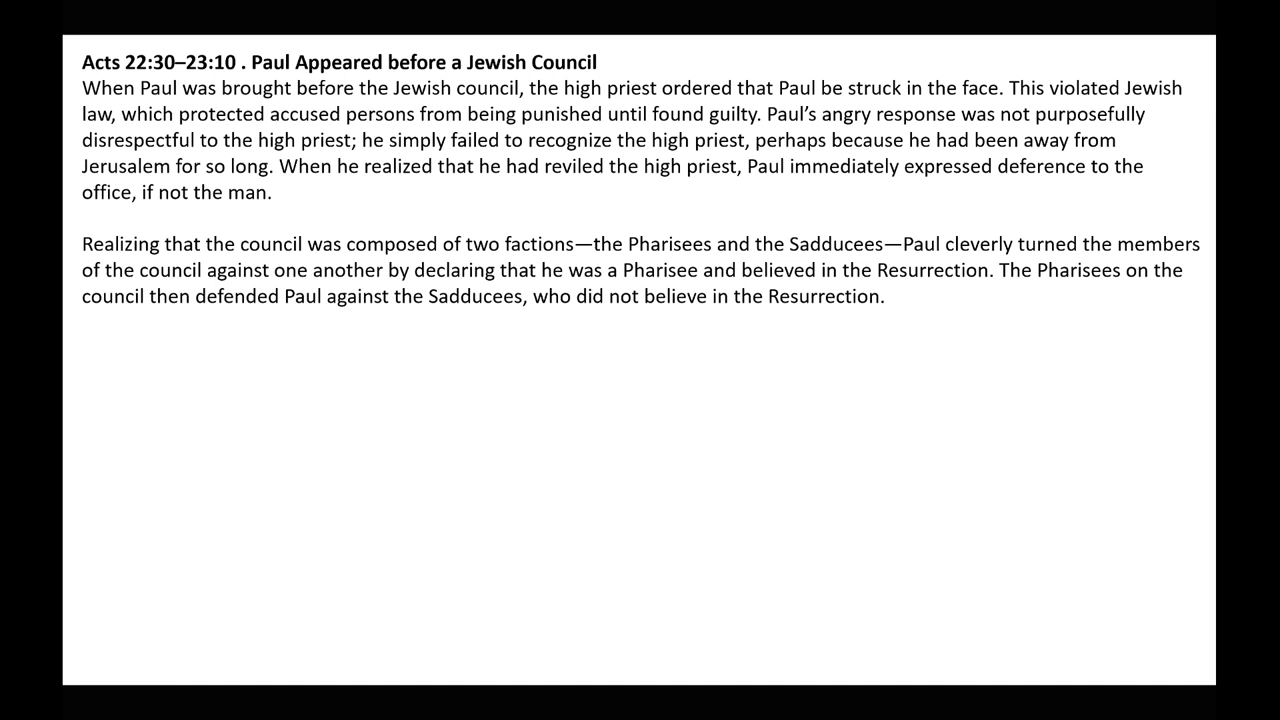 Acts 22:30–23:10 . Paul Appeared before a Jewish Council
When Paul was brought before the Jewish council, the high priest ordered that Paul be struck in the face. This violated Jewish
law, which protected accused persons from being punished until found guilty. Paul’s angry response was not purposefully
disrespectful to the high priest; he simply failed to recognize the high priest, perhaps because he had been away from
Jerusalem for so long. When he realized that he had reviled the high priest, Paul immediately expressed deference to the
office, if not the man.
Realizing that the council was composed of two factions—the Pharisees and the Sadducees—Paul cleverly turned the members
of the council against one another by declaring that he was a Pharisee and believed in the Resurrection. The Pharisees on the
council then defended Paul against the Sadducees, who did not believe in the Resurrection.